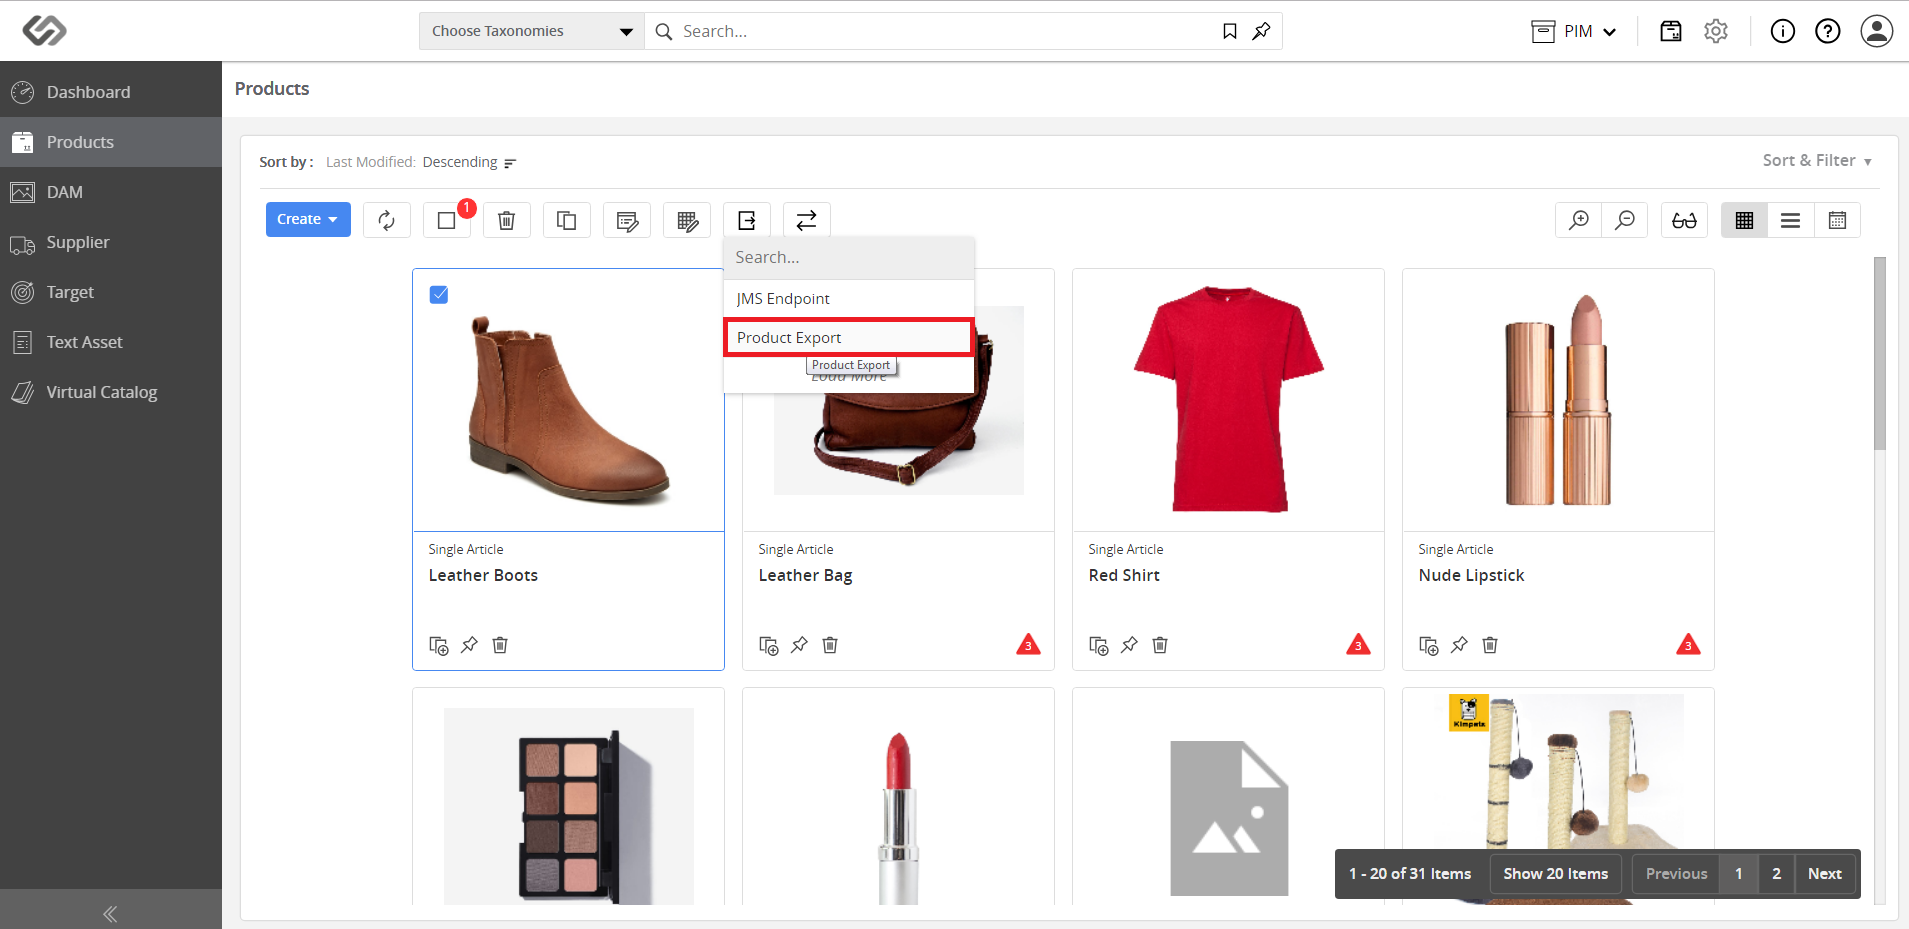 Choose Taxonomies
Search...
PIM
Dashboard
Products
DAM
Supplier
Target
Text Asset
Virtual Catalog
Products
Sort by : Last Modified: Descending
Sort & Filter
Create
1
Search...
JMS Endpoint
Product Export
Product Export
Load More
Single Article
Leather Boots
Single Article
Leather Bag
3
Single Article
Red Shirt
3
Single Article
Nude Lipstick
3
Kimpets
1 - 20 of 31 Items
Show 20 Items
Previous
1
2
Next